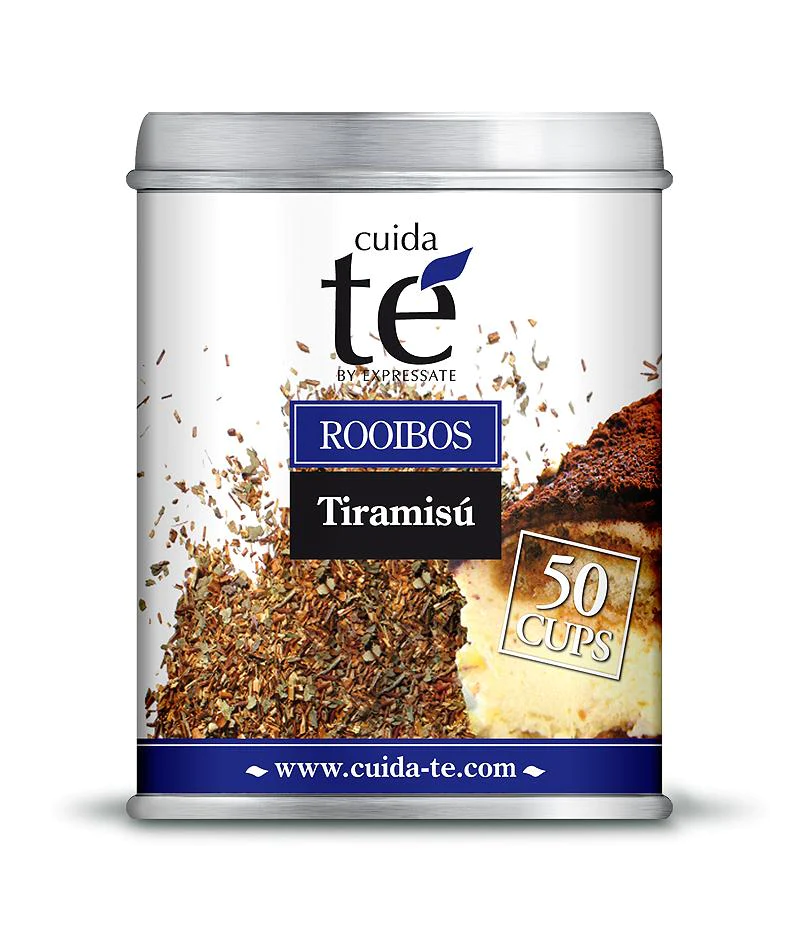 cuida
té
BY EXPRESSATE
ROOIBOS
Tiramisú
50
CUPS
www.cuida-te.com